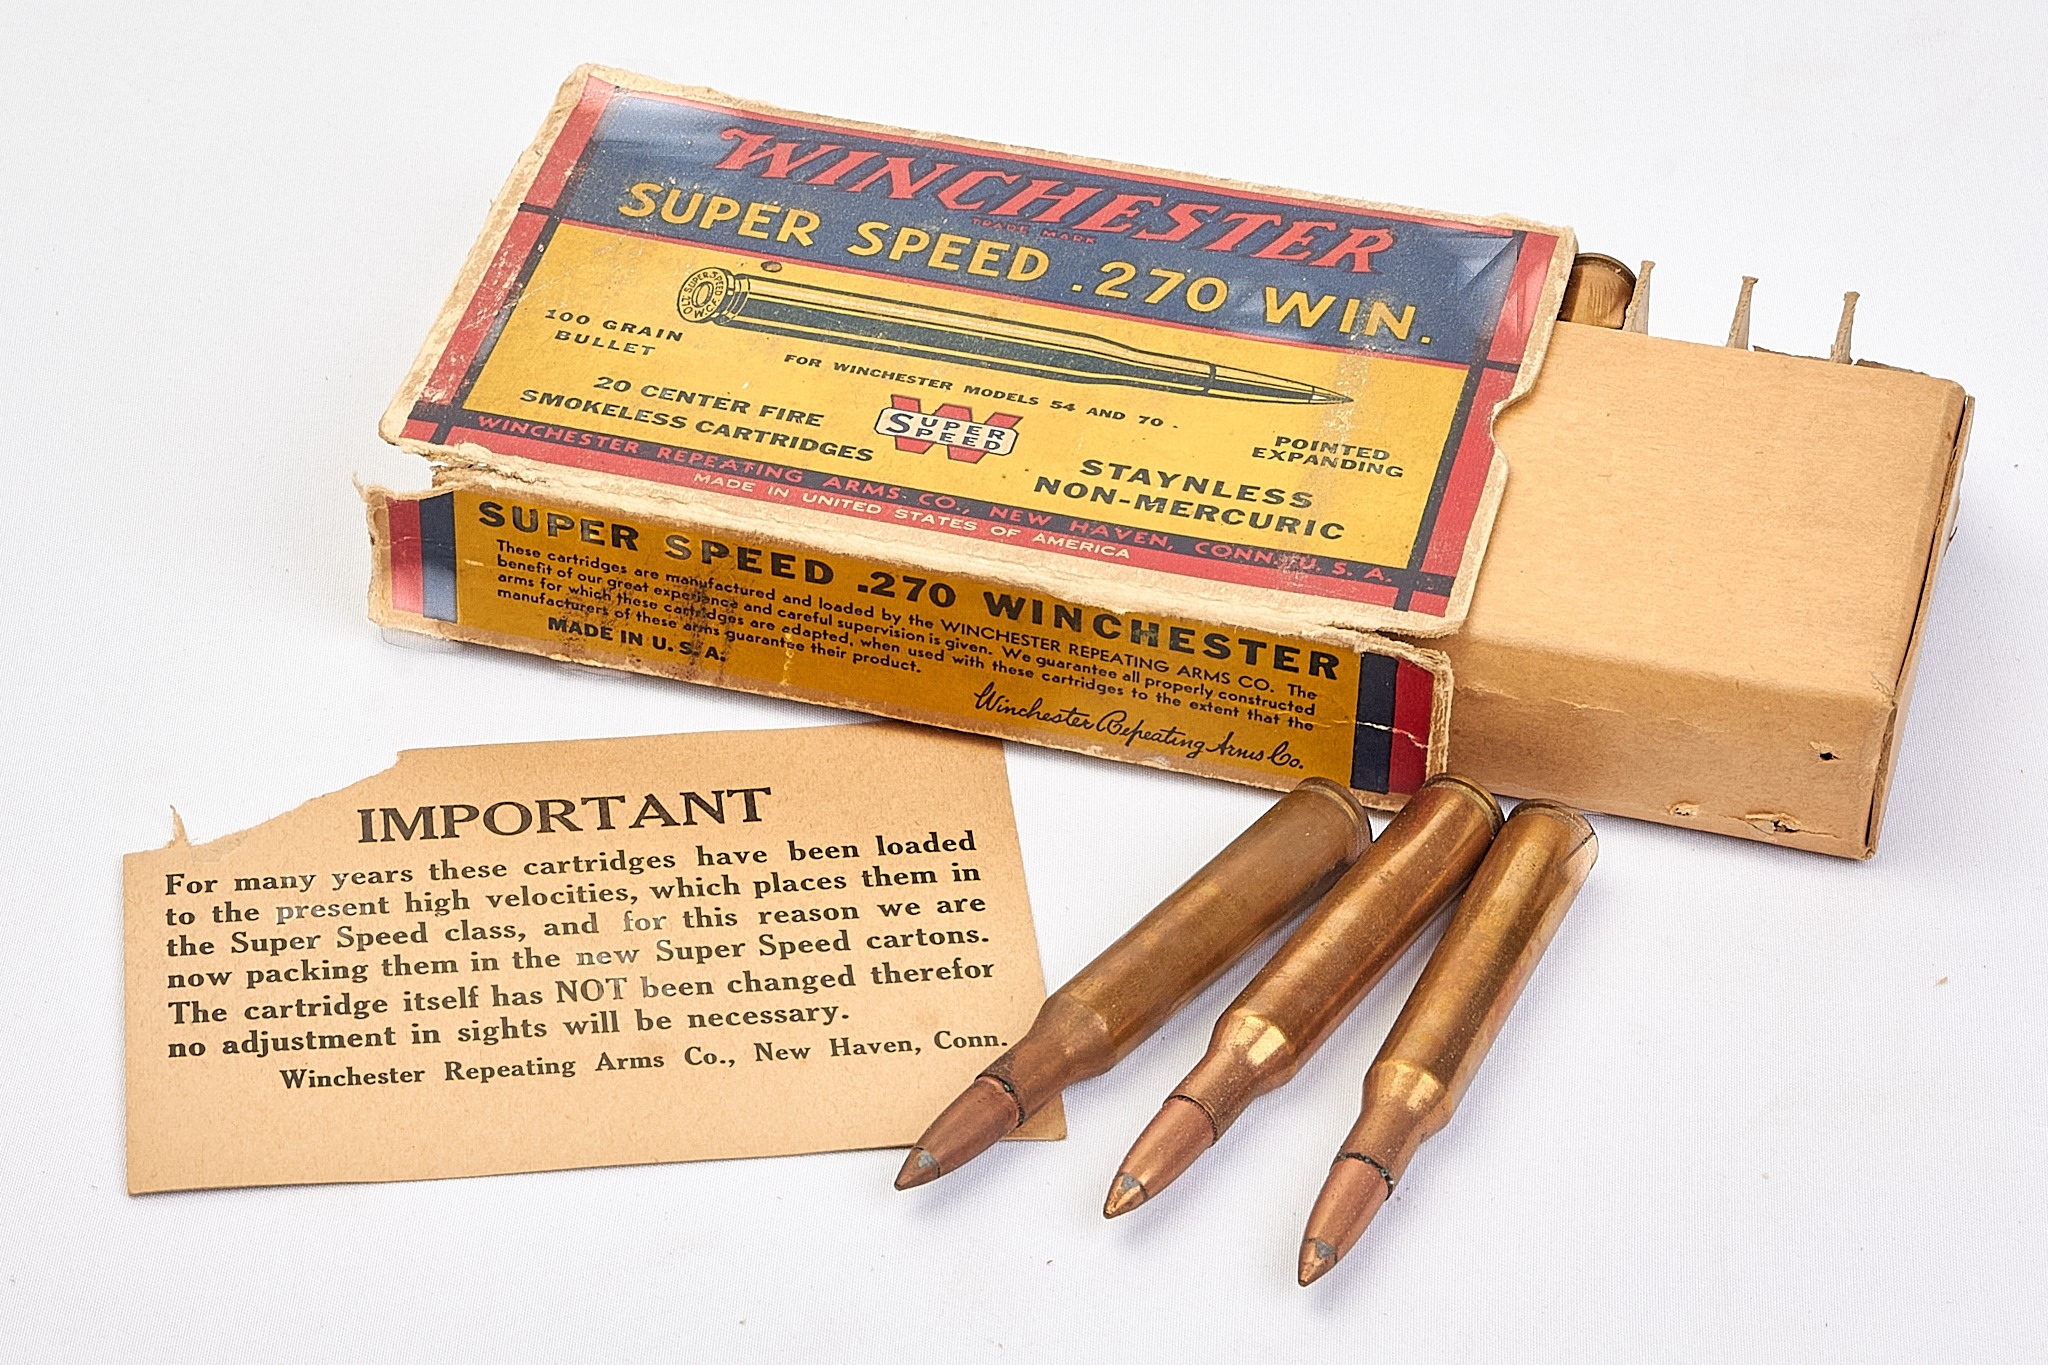 WINCHESTER
TRADE MARK
SUPER SPEED .270 WIN.
100 GRAIN
BULLET
FOR WINCHESTER MODELS 54 AND 70.
20 CENTER FIRE
SMOKELESS CARTRIDGES
SUPER
SPEED
POINTED
EXPANDING
STAYNLESS
NON-MERCURIC
WINCHESTER REPEATING ARMS CO., NEW HAVEN, CONN. U. S. A.
MADE IN UNITED STATES OF AMERICA
SUPER SPEED .270 WINCHESTER
These cartridges are manufactured and loaded by the WINCHESTER REPEATING ARMS CO. The
benefit of our great experience and careful supervision is given. We guarantee all properly constructed
arms for which these cartridges are adapted, when used with these cartridges to the extent that the
manufacturers of these arms guarantee their product.
MADE IN U. S. A.
Winchester Repeating Arms Co.
IMPORTANT
For many years these cartridges have been loaded
to the present high velocities, which places them in
the Super Speed class, and for this reason we are
now packing them in the new Super Speed cartons.
The cartridge itself has NOT been changed therefor
no adjustment in sights will be necessary.
Winchester Repeating Arms Co., New Haven, Conn.